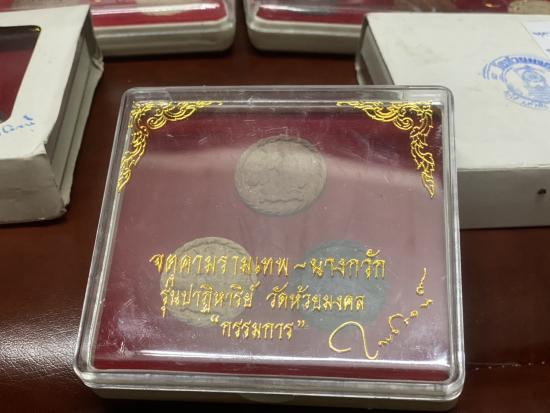 จตุคามรามเทพ ~ นางกวัก
รุ่นปาฏิหาริย์ วัดห้วยมงคล
"กรรมการ"